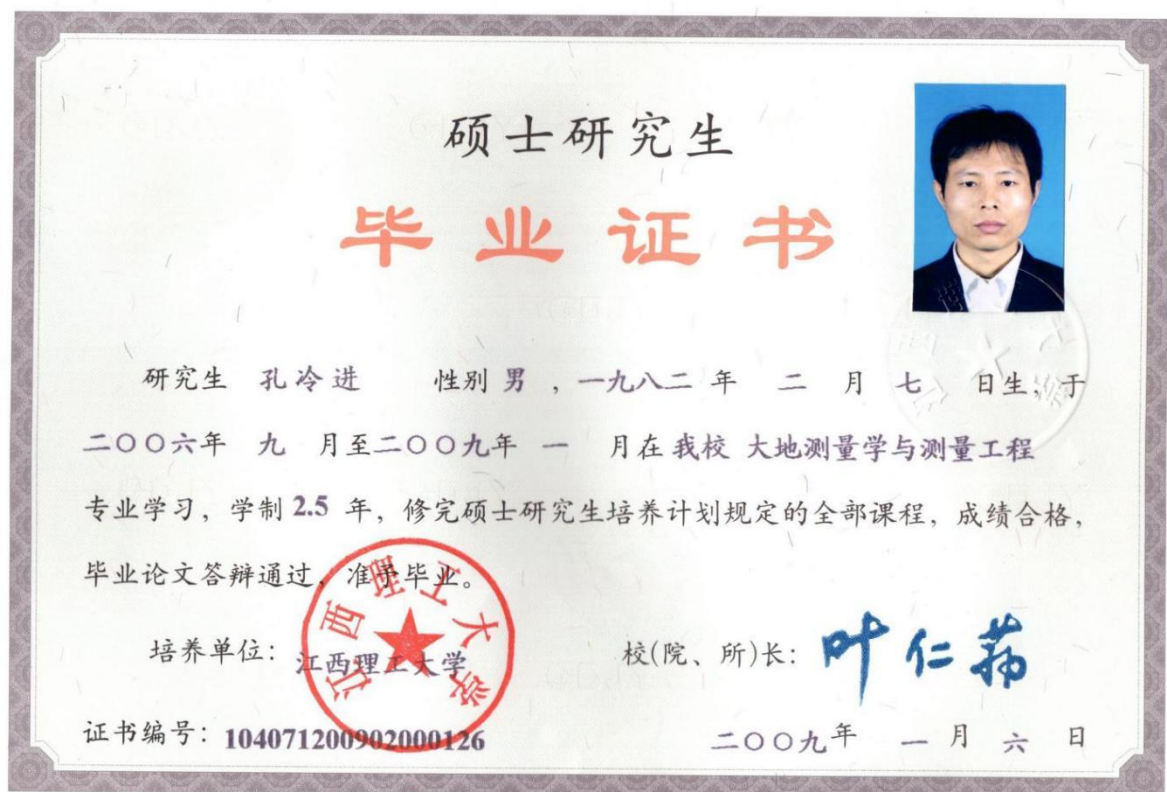 硕士研究生
毕业证书
研究生 孔冷进 性别 男 ，一九八二 年 二 月 七 日生，于
二〇〇六年 九 月至二〇〇九年 一 月在我校 大地测量学与测量工程
专业学习，学制 2.5 年，修完硕士研究生培养计划规定的全部课程，成绩合格，
毕业论文答辩通过，准予毕业。
江西理工大学
培养单位：江西理工大学 校(院、所)长：叶仁荪
证书编号：104071200902000126 二〇〇九年 一 月 六 日